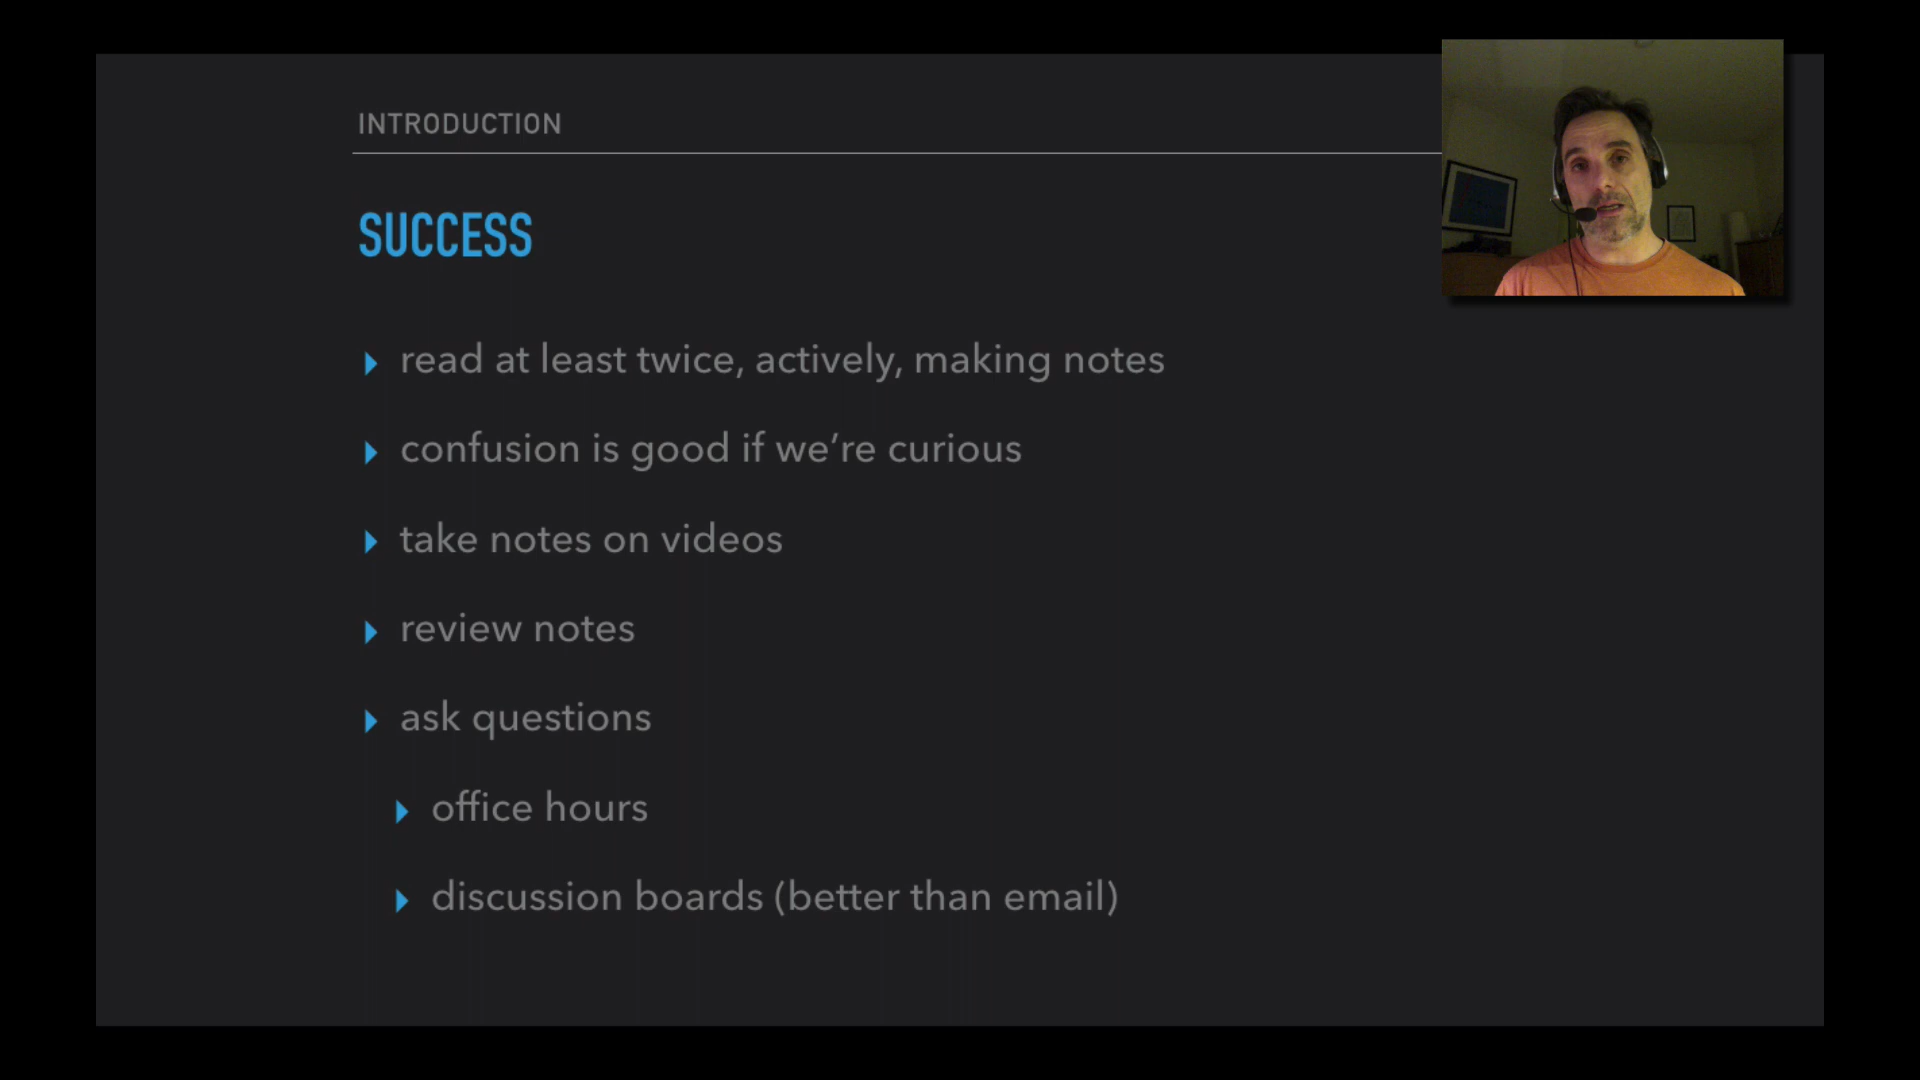 INTRODUCTION
SUCCESS
read at least twice, actively, making notes
confusion is good if we’re curious
take notes on videos
review notes
ask questions
office hours
discussion boards (better than email)